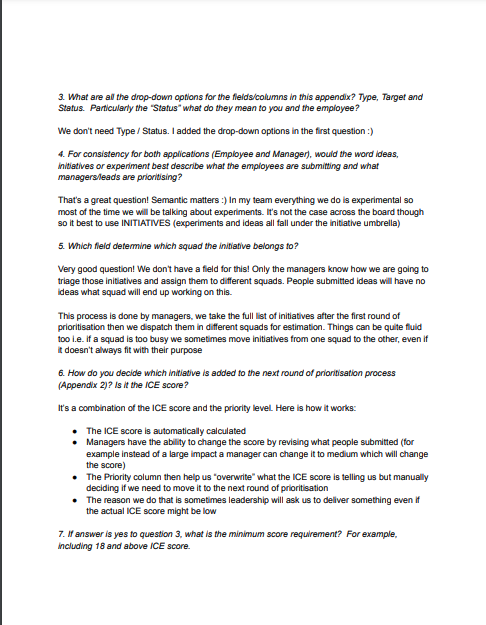 3. What are all the drop-down options for the fields/columns in this appendix? Type, Target and
Status.  Particularly the "Status" what do they mean to you and the employee?
We don't need Type / Status. I added the drop-down options in the first question :)
4. For consistency for both applications (Employee and Manager), would the word ideas,
initiatives or experiment best describe what the employees are submitting and what
managers/leads are prioritising?
That's a great question! Semantic matters :) In my team everything we do is experimental so
most of the time we will be talking about experiments. It's not the case across the board though
so it best to use INITIATIVES (experiments and ideas all fall under the initiative umbrella)
5. Which field determine which squad the initiative belongs to?
Very good question! We don't have a field for this! Only the managers know how we are going to
triage those initiatives and assign them to different squads. People submitted ideas will have no
ideas what squad will end up working on this.
This process is done by managers, we take the full list of initiatives after the first round of
prioritisation then we dispatch them in different squads for estimation. Things can be quite fluid
too i.e. if a squad is too busy we sometimes move initiatives from one squad to the other, even if
it doesn't always fit with their purpose
6. How do you decide which initiative is added to the next round of prioritisation process
(Appendix 2)? Is it the ICE score?
It's a combination of the ICE score and the priority level. Here is how it works:
● The ICE score is automatically calculated
● Managers have the ability to change the score by revising what people submitted (for
example instead of a large impact a manager can change it to medium which will change
the score)
● The Priority column then help us "overwrite" what the ICE score is telling us but manually
deciding if we need to move it to the next round of prioritisation
● The reason we do that is sometimes leadership will ask us to deliver something even if
the actual ICE score might be low
7. If answer is yes to question 3, what is the minimum score requirement?  For example,
including 18 and above ICE score.